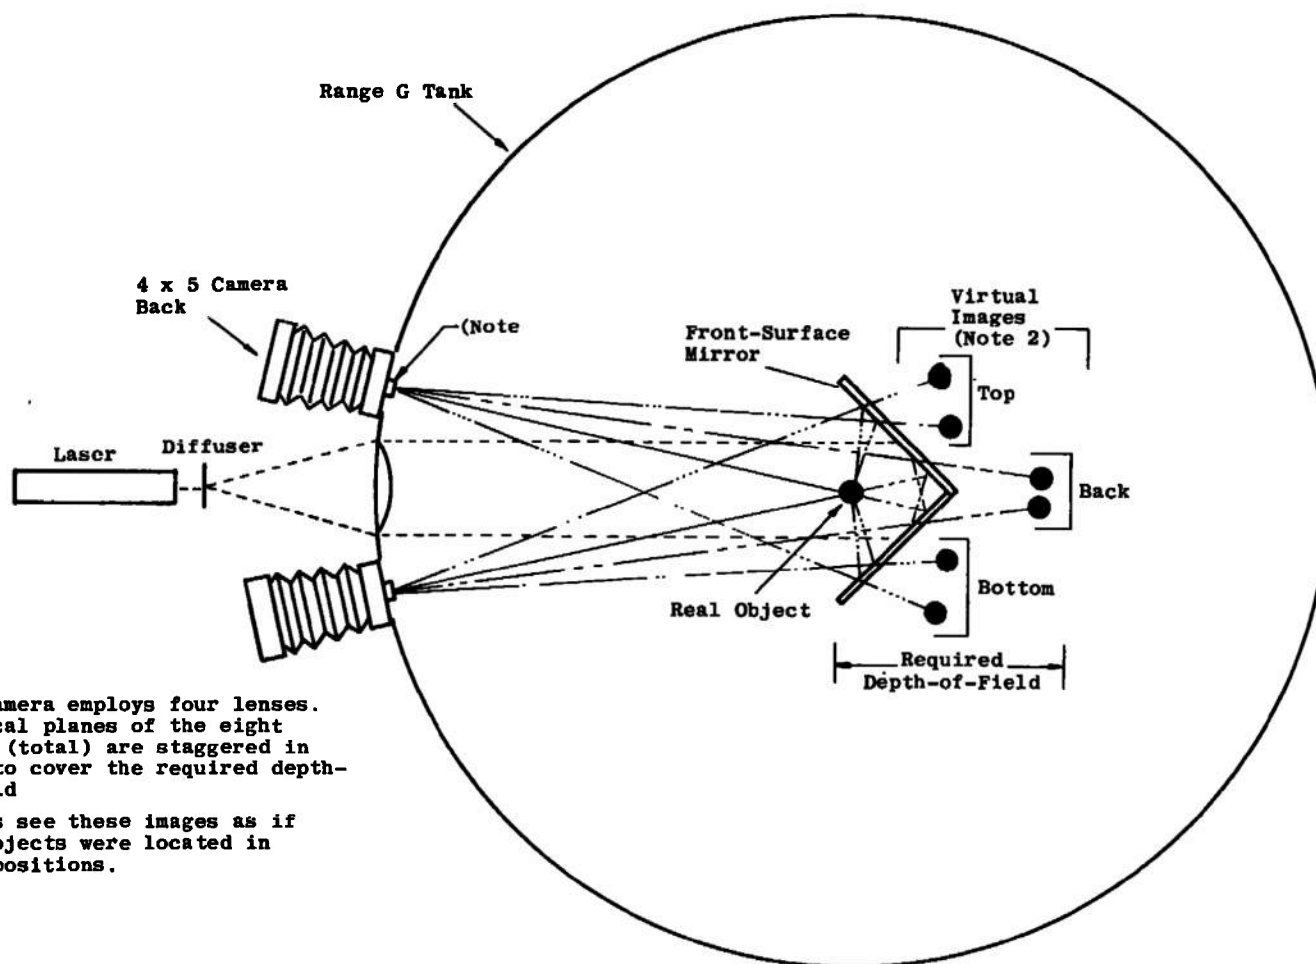 Range G Tank
4 x 5 Camera
Back
(Note
Virtual
Images
(Note 2)
Front-Surface
Mirror
Top
Laser
Diffuser
Back
Real Object
Bottom
Required
Depth-of-Field
amera employs four lenses.
cal planes of the eight
(total) are staggered in
to cover the required depth-
ld
s see these images as if
bjects were located in
positions.